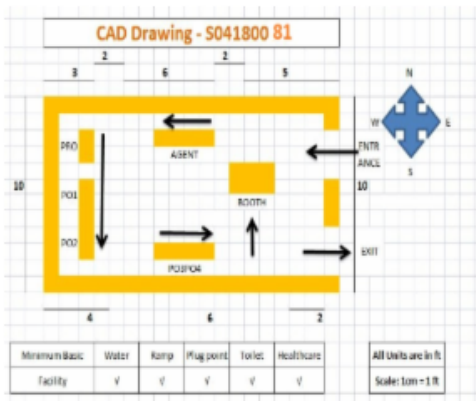 CAD Drawing - S041800 81
2 2
3 6 5
N
W E
S
PRO
AGENT
ENTR
ANCE
10
PO1
10
BOOTH
PO2
EXIT
PO3PO4
4 6 2
Minimum Basic Water Ramp Plug point Toilet Healthcare
Facility √ √ √ √ √
All Units are in ft
Scale: 1cm = 1 ft